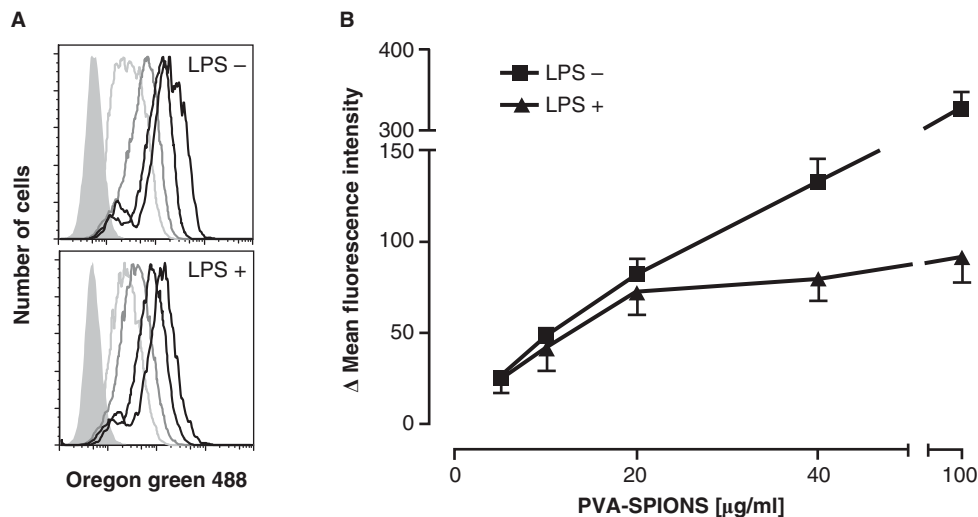 A
LPS –
LPS +
Number of cells
Oregon green 488
B
400
300
150
100
50
0
Δ Mean fluorescence intensity
LPS –
LPS +
0
20
40
100
PVA-SPIONS [μg/ml]